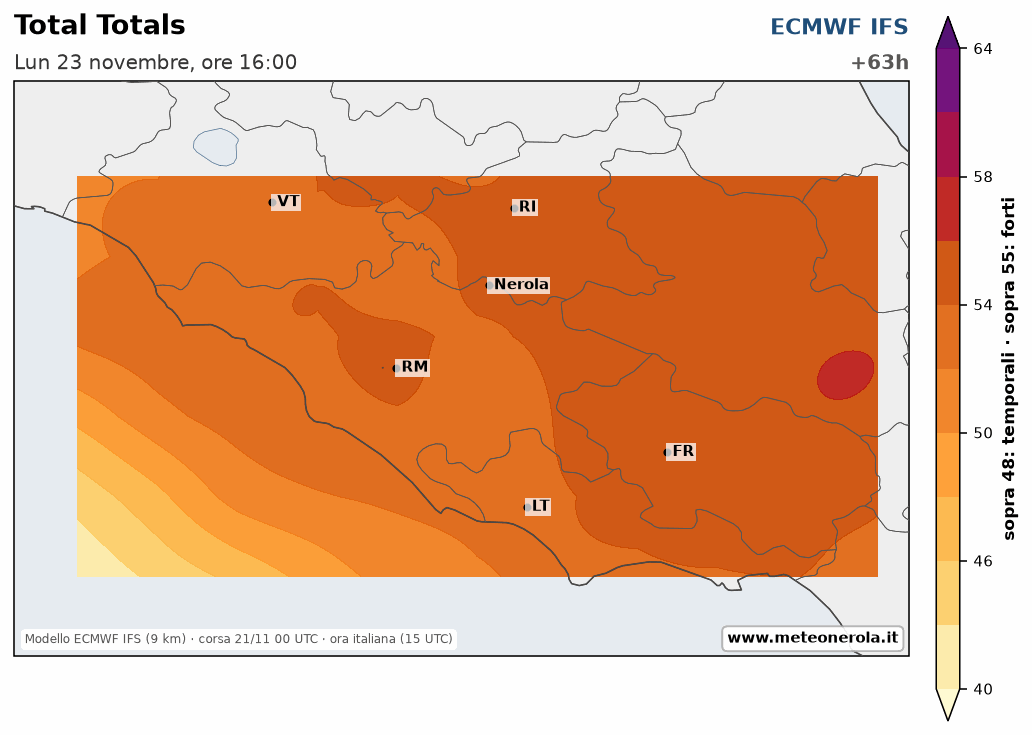 Total Totals
ECMWF IFS
Lun 23 novembre, ore 16:00
+63h
VT
RI
Nerola
RM
FR
LT
64
58
54
50
46
40
sopra 48: temporali · sopra 55: forti
Modello ECMWF IFS (9 km) · corsa 21/11 00 UTC · ora italiana (15 UTC)
www.meteonerola.it